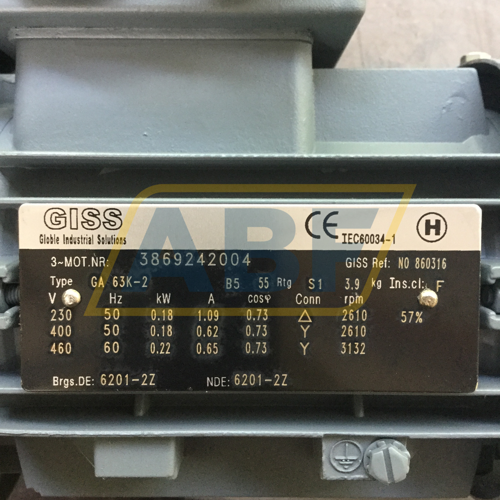 GISS
Globle Industrial Solutions
CE IEC60034-1 H
3~MOT.NR: 3869242004 GISS Ref: NO 860316
Type GA 63K-2 B5 55 Rtg S1 3.9 kg Ins.cl: F
V Hz kW A cosφ Conn rpm
230 50 0.18 1.09 0.73 △ 2610 57%
400 50 0.18 0.62 0.73 Y 2610
460 60 0.22 0.65 0.73 Y 3132
Brgs.DE: 6201-2Z NDE: 6201-2Z
ABF